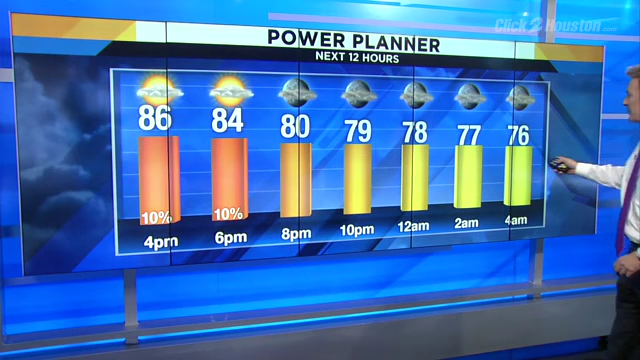 Click2Houston.com
POWER PLANNER
NEXT 12 HOURS
86 84 80 79 78 77 76
10% 10%
4pm 6pm 8pm 10pm 12am 2am 4am